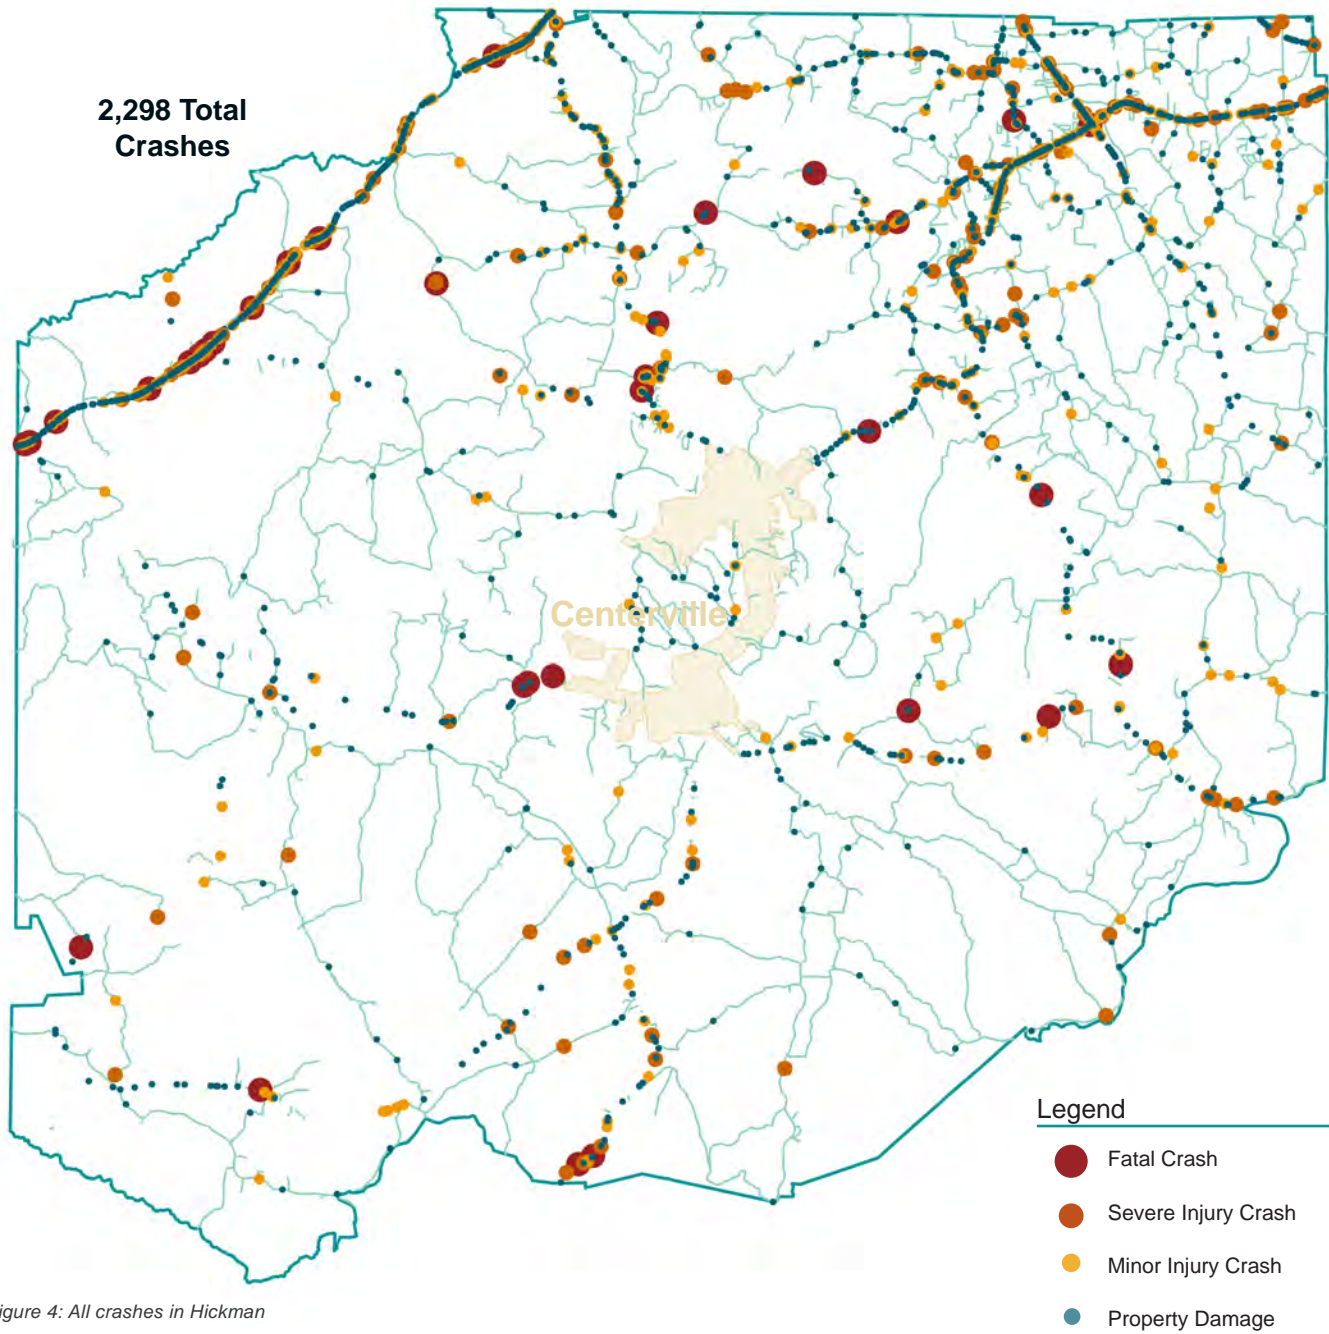 2,298 Total
Crashes
Centerville
Legend
Fatal Crash
Severe Injury Crash
Minor Injury Crash
Property Damage
igure 4: All crashes in Hickman